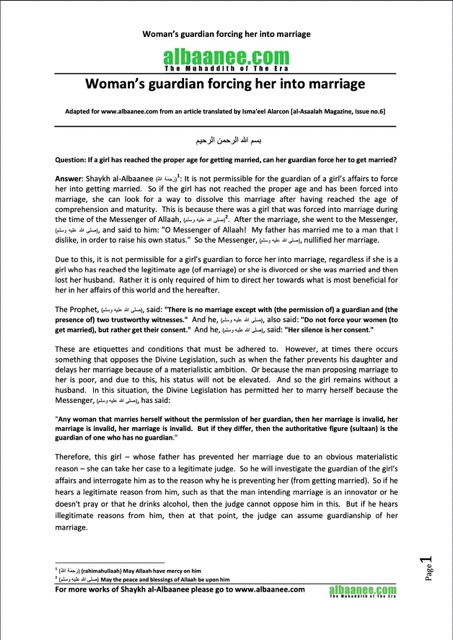 Woman's guardian forcing her into marriage
albaanee.com
The Muhaddith of The Era
Woman's guardian forcing her into marriage
Adapted for www.albaanee.com from an article translated by Isma'eel Alarcon [al-Asaalah Magazine, Issue no.6]
بسم الله الرحمن الرحيم
Question: If a girl has reached the proper age for getting married, can her guardian force her to get married?
Answer: Shaykh al-Albaanee (رَحِمَهُ اللهُ)1: It is not permissible for the guardian of a girl's affairs to force
her into getting married. So if the girl has not reached the proper age and has been forced into
marriage, she can look for a way to dissolve this marriage after having reached the age of
comprehension and maturity. This is because there was a girl that was forced into marriage during
the time of the Messenger of Allaah, (صلى الله عليه وسلم)2. After the marriage, she went to the Messenger,
(صلى الله عليه وسلم), and said to him: "O Messenger of Allaah! My father has married me to a man that I
dislike, in order to raise his own status." So the Messenger, (صلى الله عليه وسلم), nullified her marriage.
Due to this, it is not permissible for a girl's guardian to force her into marriage, regardless if she is a
girl who has reached the legitimate age (of marriage) or she is divorced or she was married and then
lost her husband. Rather it is only required of him to direct her towards what is most beneficial for
her in her affairs of this world and the hereafter.
The Prophet, (صلى الله عليه وسلم), said: "There is no marriage except with (the permission of) a guardian and (the
presence of) two trustworthy witnesses." And he, (صلى الله عليه وسلم), also said: "Do not force your women (to
get married), but rather get their consent." And he, (صلى الله عليه وسلم), said: "Her silence is her consent."
These are etiquettes and conditions that must be adhered to. However, at times there occurs
something that opposes the Divine Legislation, such as when the father prevents his daughter and
delays her marriage because of a materialistic ambition. Or because the man proposing marriage to
her is poor, and due to this, his status will not be elevated. And so the girl remains without a
husband. In this situation, the Divine Legislation has permitted her to marry herself because the
Messenger, (صلى الله عليه وسلم), has said:
"Any woman that marries herself without the permission of her guardian, then her marriage is invalid, her
marriage is invalid, her marriage is invalid. But if they differ, then the authoritative figure (sultaan) is the
guardian of one who has no guardian."
Therefore, this girl – whose father has prevented her marriage due to an obvious materialistic
reason – she can take her case to a legitimate judge. So he will investigate the guardian of the girl's
affairs and interrogate him as to the reason why he is preventing her (from getting married). So if he
hears a legitimate reason from him, such as that the man intending marriage is an innovator or he
doesn't pray or that he drinks alcohol, then the judge cannot oppose him in this. But if he hears
illegitimate reasons from him, then at that point, the judge can assume guardianship of her
marriage.
1 (رَحِمَهُ اللهُ) (rahimahullaah) May Allaah have mercy on him
2 (صلى الله عليه وسلم) May the peace and blessings of Allaah be upon him
For more works of Shaykh al-Albaanee please go to www.albaanee.com
albaanee.com
The Muhaddith of The Era
Page 1